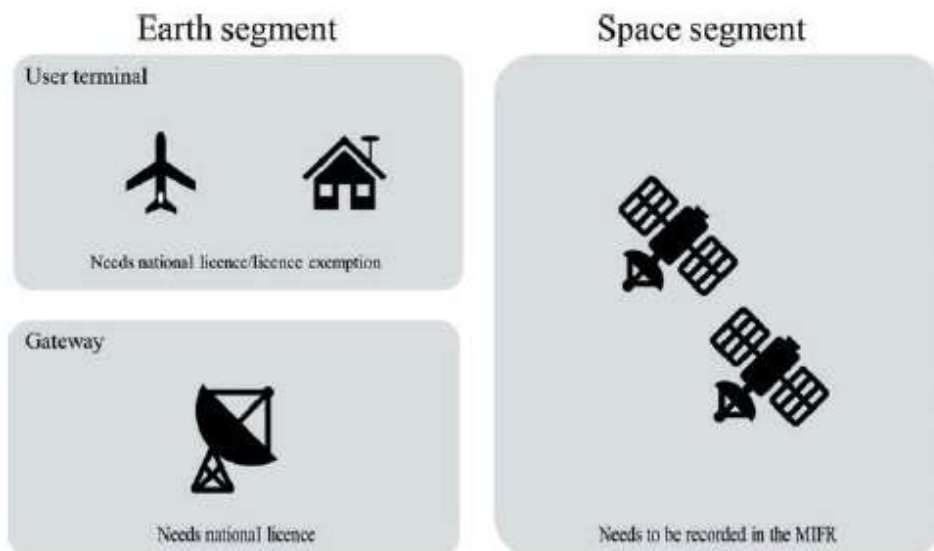 Earth segment
User terminal
Needs national licence/licence exemption
Gateway
Needs national licence
Space segment
Needs to be recorded in the MIFR